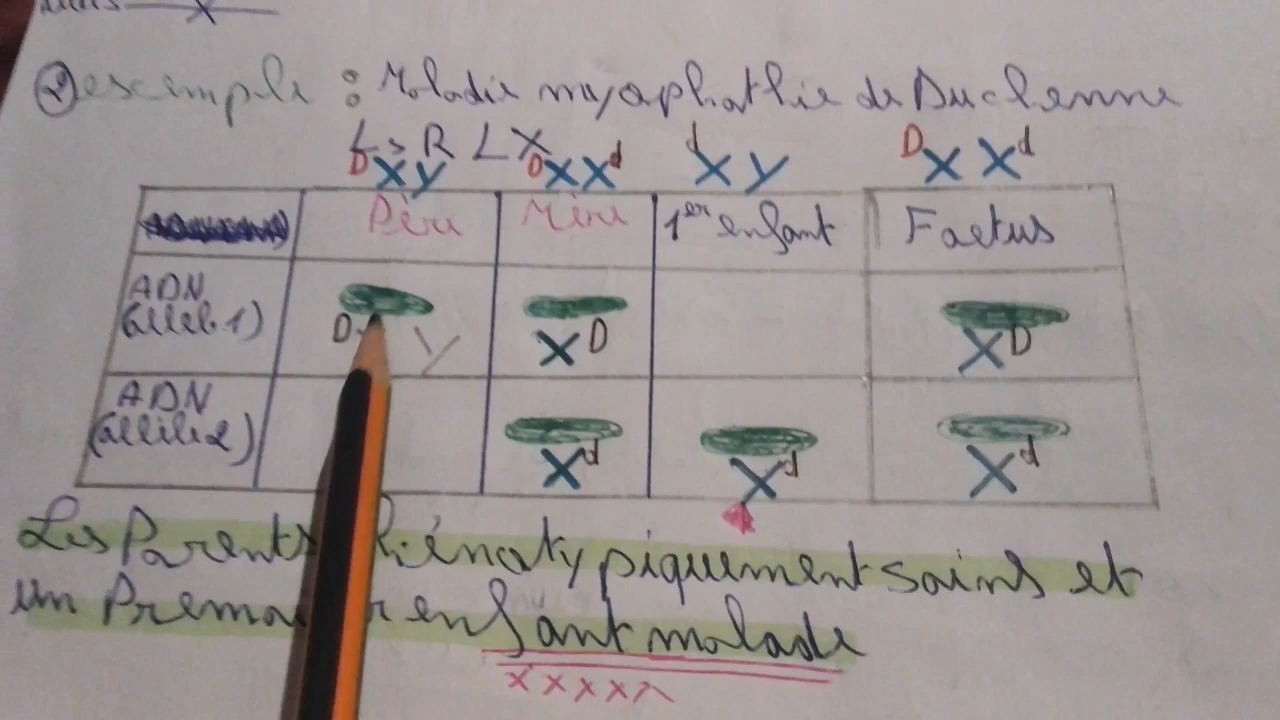 ② exemple : Maladie myophathie de Duchenne
L> R L X
D X Y D X X d d X Y D X X d
Père Mère 1er enfant Foetus
ADN
(allèle 1)
D Y X D X D
ADN
(allèle 2)
X d X d X d
Les Parents phénotypiquement sains et
un Premier enfant malade
x x x x x